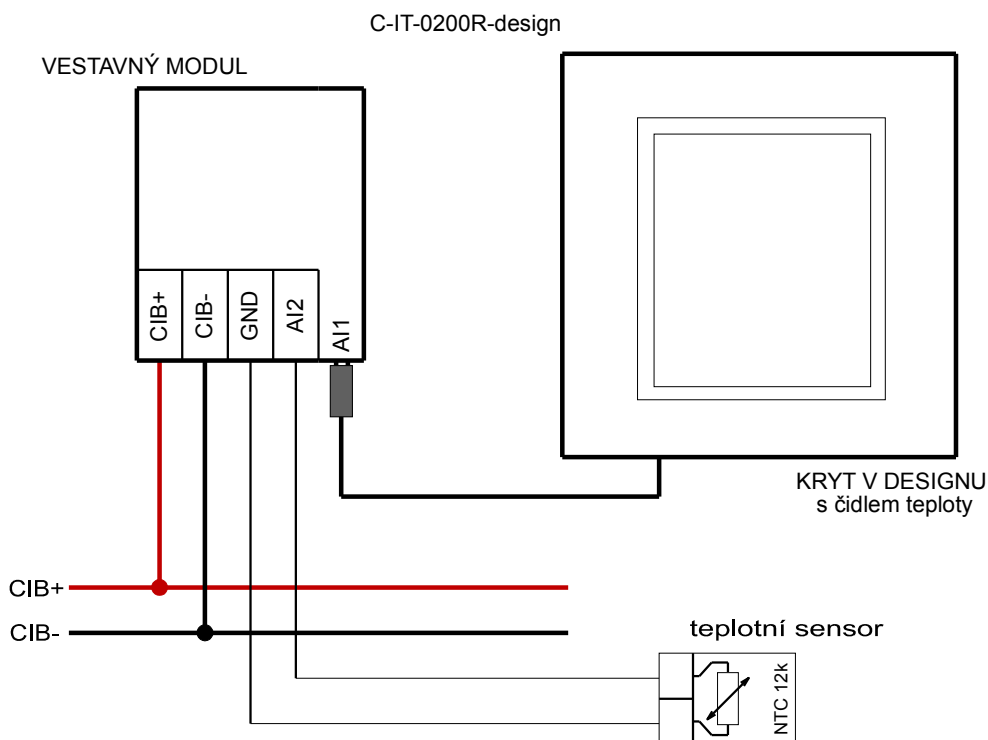 C-IT-0200R-design
VESTAVNÝ MODUL
CIB+
CIB-
GND
AI2
AI1
KRYT V DESIGNU
s čidlem teploty
CIB+
CIB-
teplotní sensor
NTC 12k